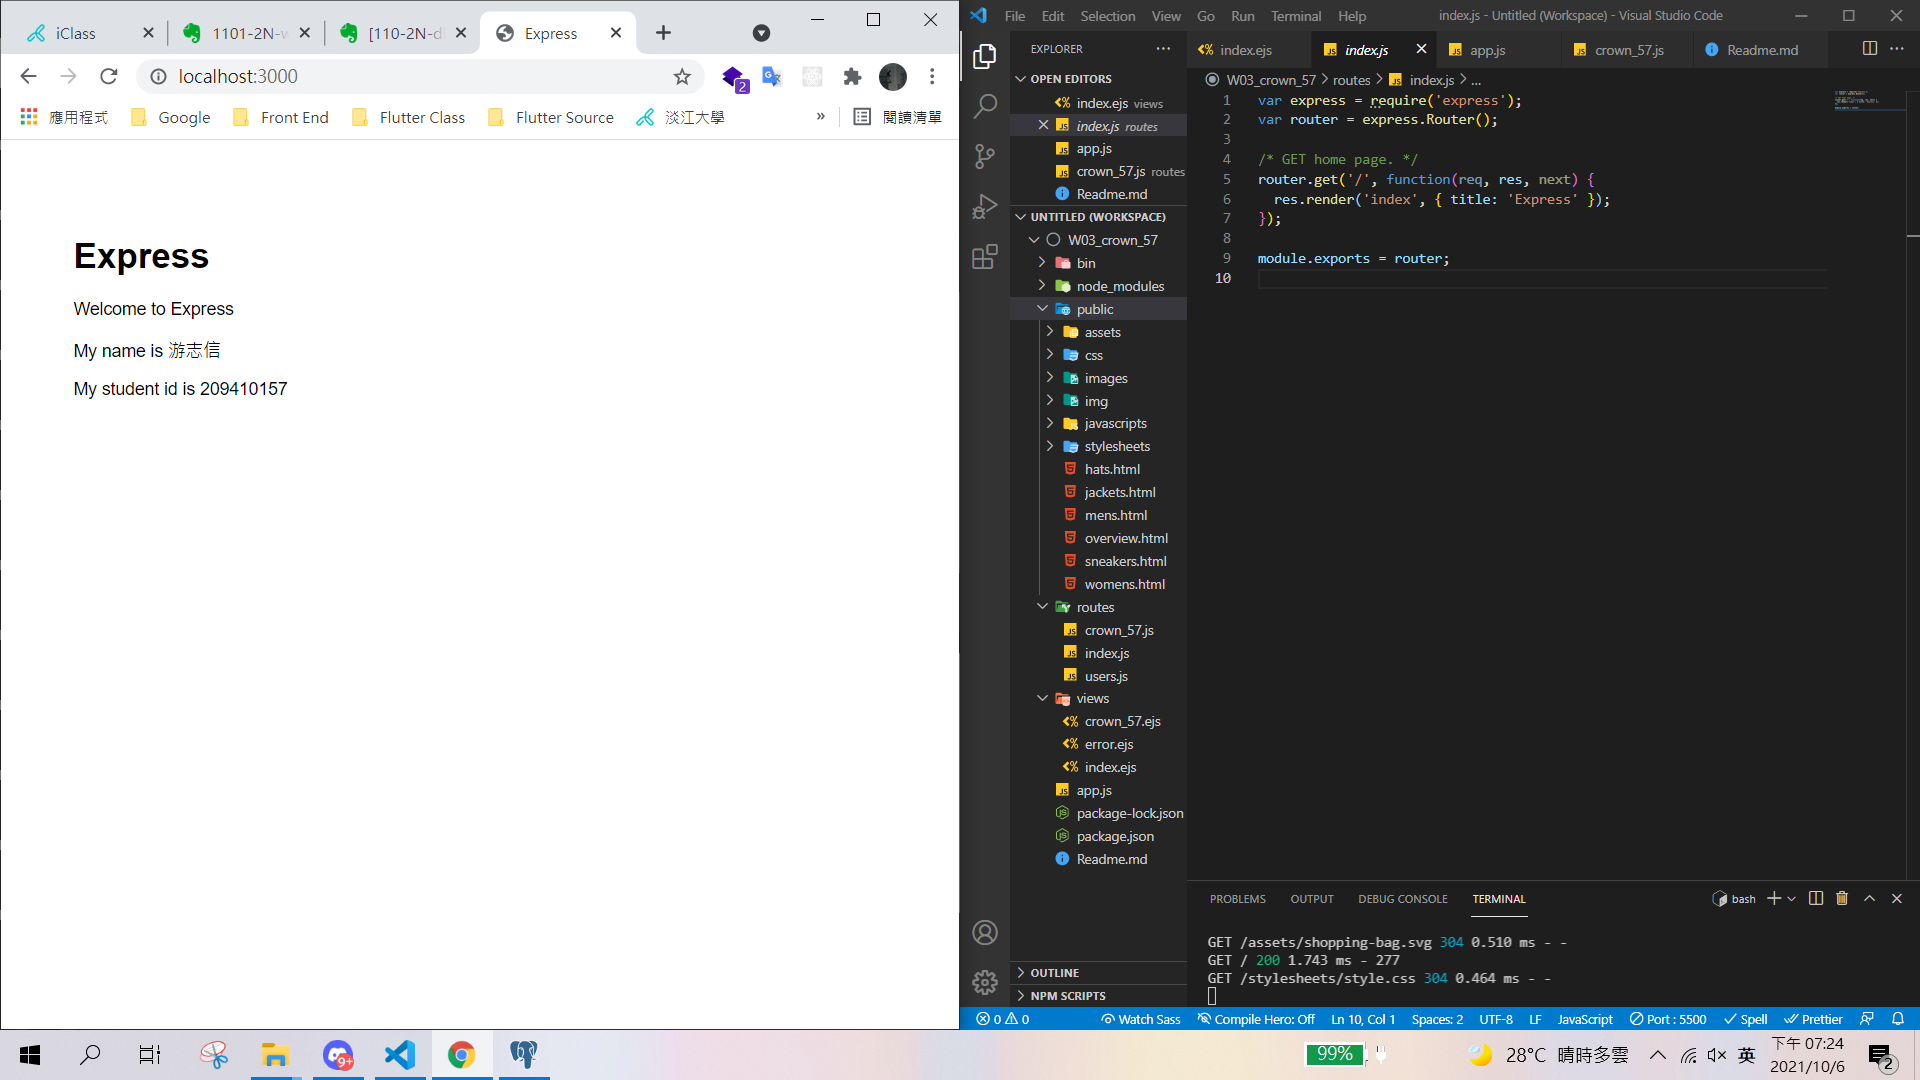 iClass
1101-2N-w
[110-2N-d
Express
localhost:3000
2
應用程式
Google
Front End
Flutter Class
Flutter Source
淡江大學
»
閱讀清單
Express
Welcome to Express
My name is 游志信
My student id is 209410157
File Edit Selection View Go Run Terminal Help
index.js - Untitled (Workspace) - Visual Studio Code
EXPLORER
OPEN EDITORS
index.ejs views
index.js routes
app.js
crown_57.js routes
Readme.md
UNTITLED (WORKSPACE)
W03_crown_57
bin
node_modules
public
assets
css
images
img
javascripts
stylesheets
hats.html
jackets.html
mens.html
overview.html
sneakers.html
womens.html
routes
crown_57.js
index.js
users.js
views
crown_57.ejs
error.ejs
index.ejs
app.js
package-lock.json
package.json
Readme.md
OUTLINE
NPM SCRIPTS
index.ejs
index.js
app.js
crown_57.js
Readme.md
W03_crown_57 > routes > index.js > ...
1 var express = require('express');
2 var router = express.Router();
3
4 /* GET home page. */
5 router.get('/', function(req, res, next) {
6 res.render('index', { title: 'Express' });
7 });
8
9 module.exports = router;
10
PROBLEMS OUTPUT DEBUG CONSOLE TERMINAL
bash
GET /assets/shopping-bag.svg 304 0.510 ms - -
GET / 200 1.743 ms - 277
GET /stylesheets/style.css 304 0.464 ms - -
0 0
Watch Sass
Compile Hero: Off
Ln 10, Col 1
Spaces: 2
UTF-8
LF
JavaScript
Port : 5500
Spell
Prettier
9+
99%
28°C 晴時多雲
英
下午 07:24
2021/10/6
2